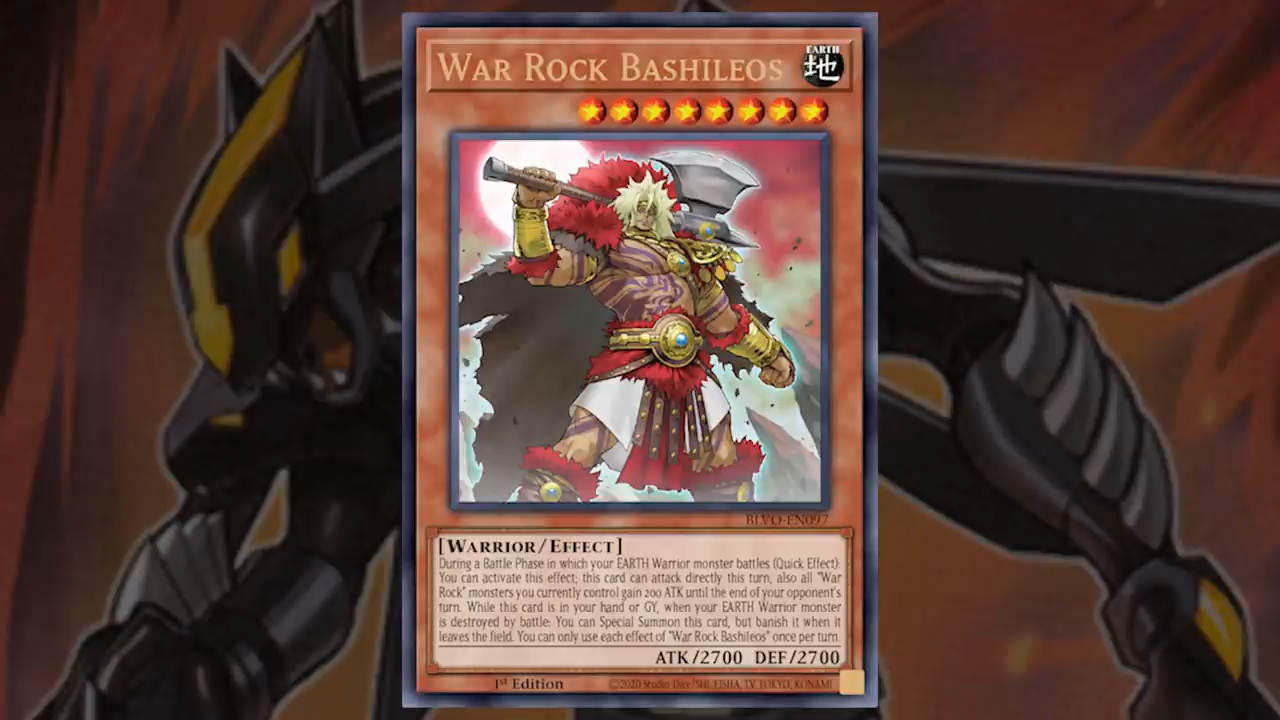 WAR ROCK BASHILEOS
EARTH
地
BLVO-EN097
[WARRIOR/EFFECT]
During a Battle Phase in which your EARTH Warrior monster battles (Quick Effect):
You can activate this effect; this card can attack directly this turn, also all "War
Rock" monsters you currently control gain 200 ATK until the end of your opponent's
turn. While this card is in your hand or GY, when your EARTH Warrior monster
is destroyed by battle: You can Special Summon this card, but banish it when it
leaves the field. You can only use each effect of "War Rock Bashileos" once per turn.
ATK/2700 DEF/2700
1st Edition
©2020 Studio Dice/SHUEISHA, TV TOKYO, KONAMI